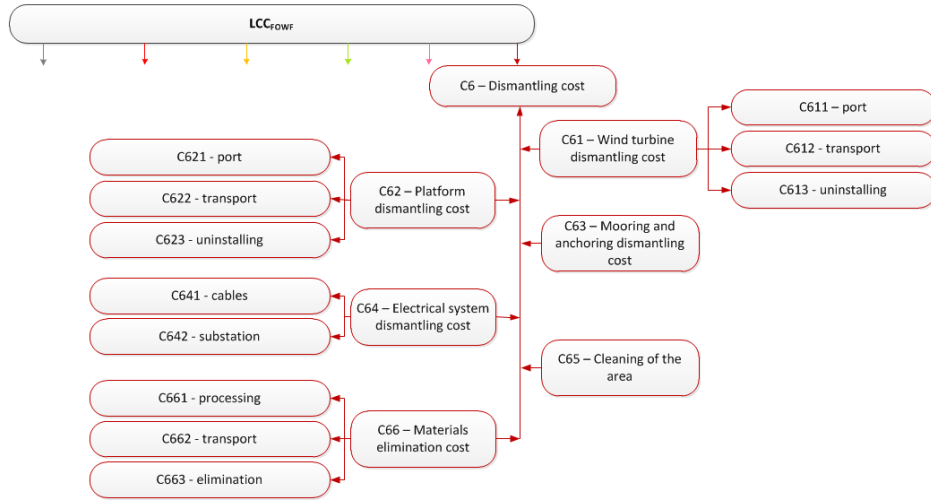 LCC_FOWF
C6 – Dismantling cost
C61 – Wind turbine
dismantling cost
C611 – port
C612 – transport
C613 - uninstalling
C621 - port
C622 - transport
C623 - uninstalling
C62 – Platform
dismantling cost
C63 – Mooring and
anchoring dismantling
cost
C641 - cables
C642 - substation
C64 – Electrical system
dismantling cost
C65 – Cleaning of the
area
C661 - processing
C662 - transport
C663 - elimination
C66 – Materials
elimination cost